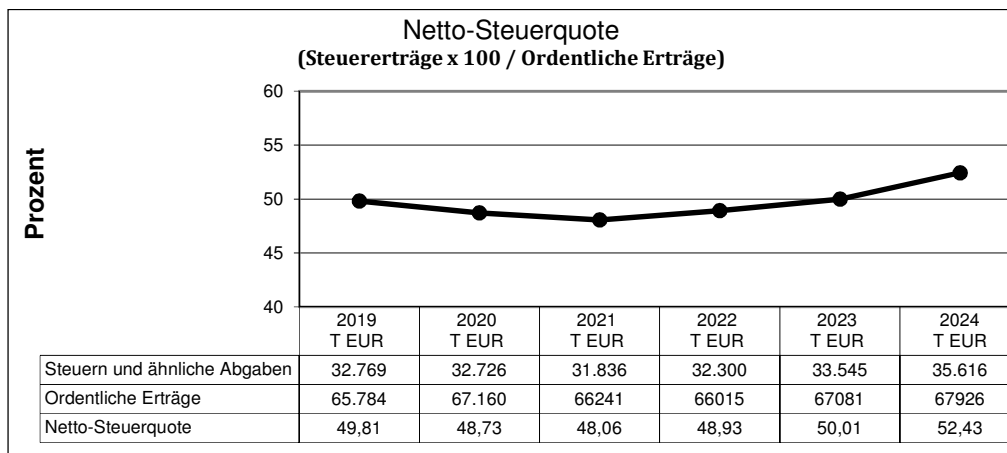 Netto-Steuerquote
(Steuererträge x 100 / Ordentliche Erträge)
Prozent
60
55
50
45
40
2019 2020 2021 2022 2023 2024
T EUR T EUR T EUR T EUR T EUR T EUR
Steuern und ähnliche Abgaben 32.769 32.726 31.836 32.300 33.545 35.616
Ordentliche Erträge 65.784 67.160 66241 66015 67081 67926
Netto-Steuerquote 49,81 48,73 48,06 48,93 50,01 52,43